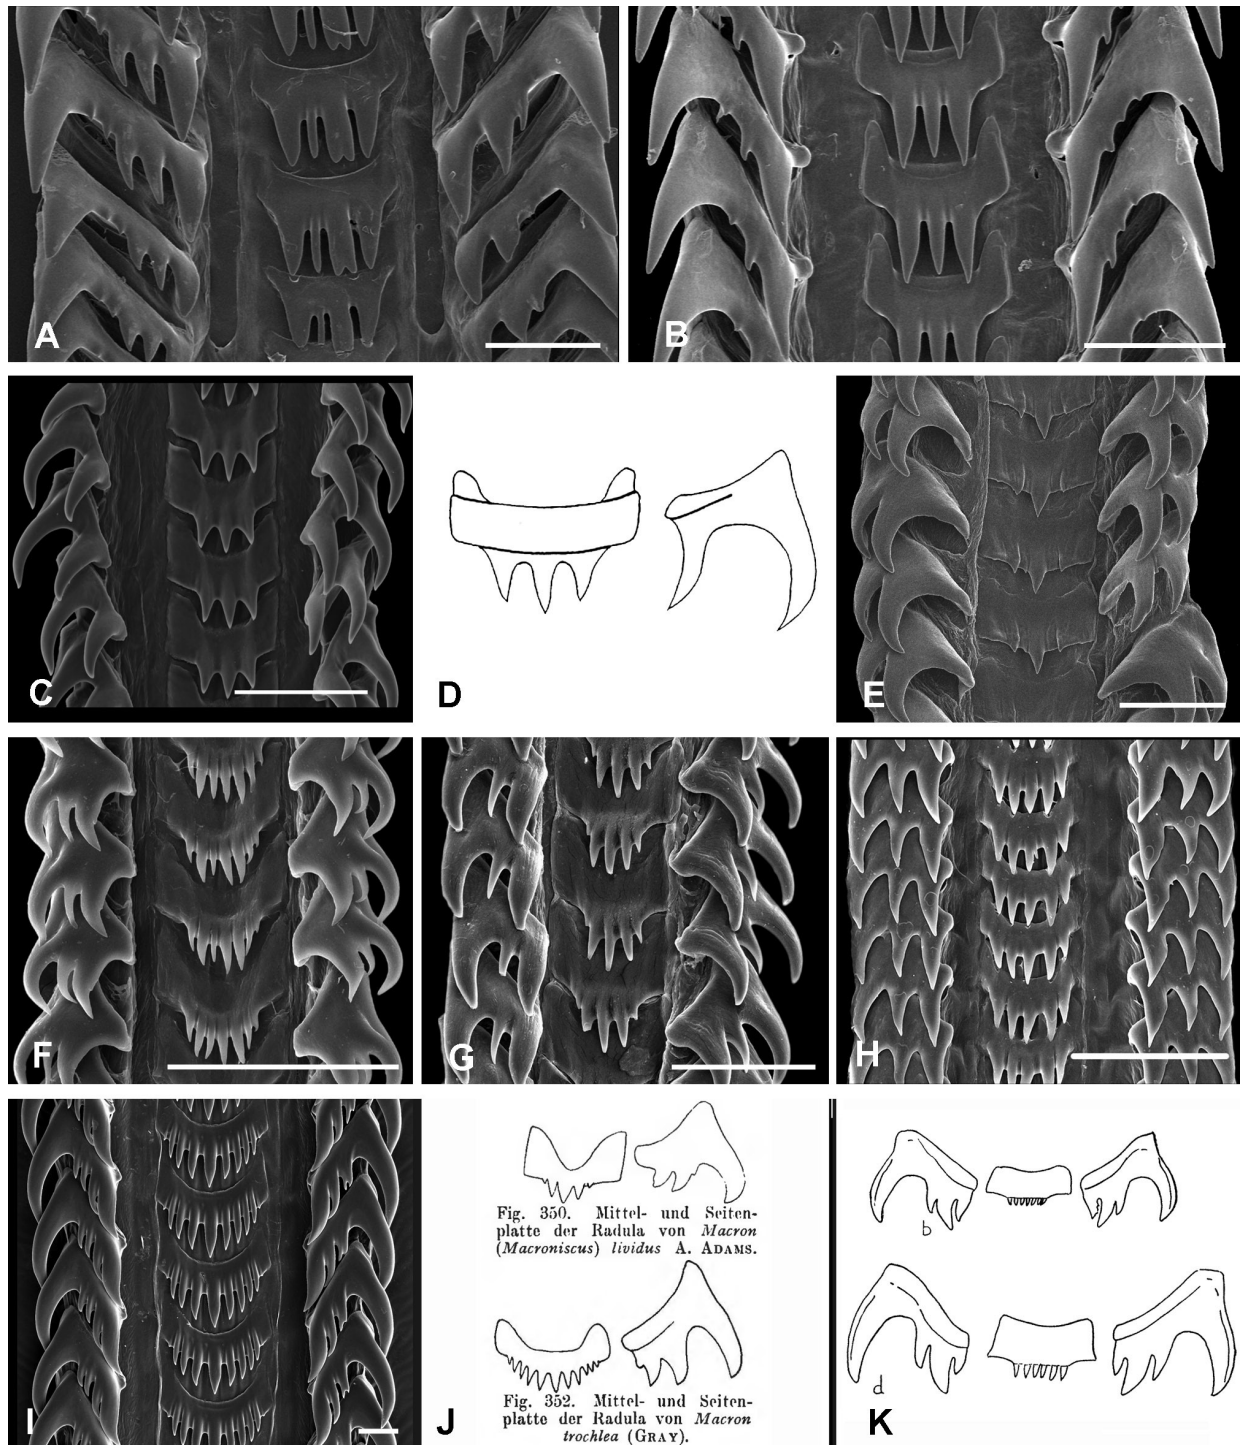 A
B
C
D
E
F
G
H
I
Fig. 350. Mittel- und Seiten-
platte der Radula von Macron
(Macroniscus) lividus A. ADAMS.
Fig. 352. Mittel- und Seiten-
platte der Radula von Macron
trochlea (GRAY).
J
b
d
K